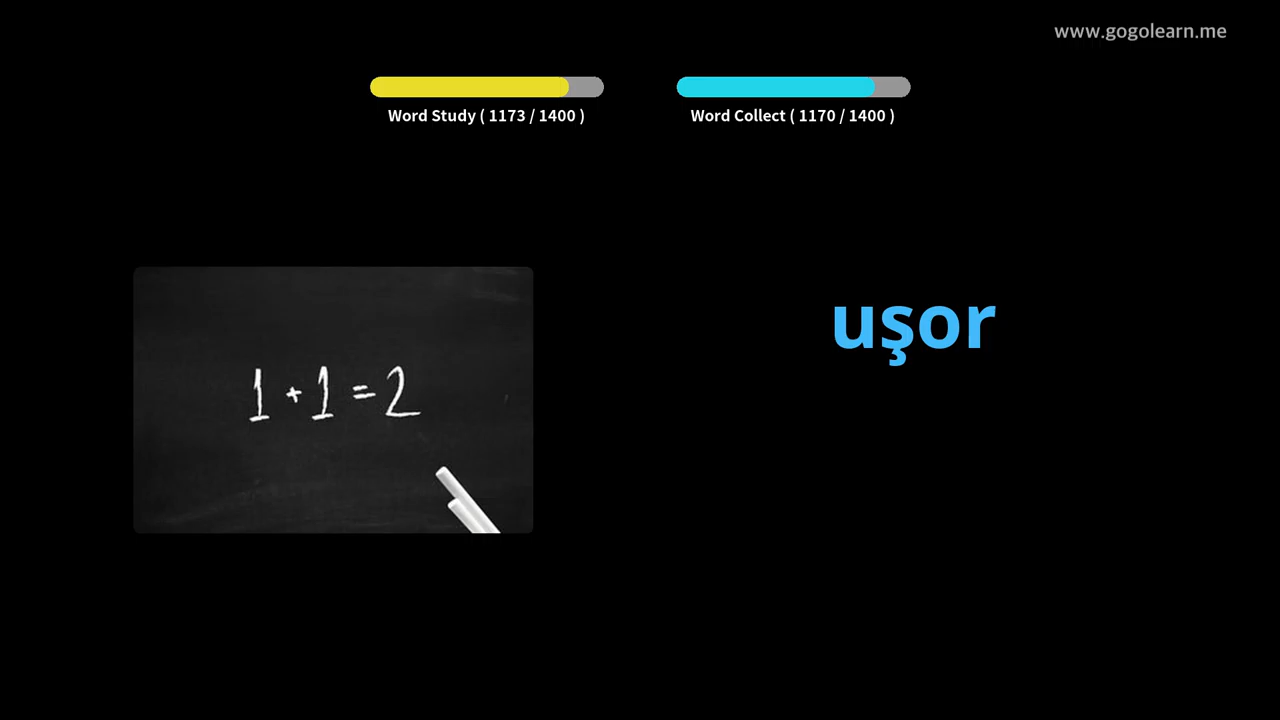 www.gogolearn.me
Word Study ( 1173 / 1400 )
Word Collect ( 1170 / 1400 )
uşor
1 + 1 = 2